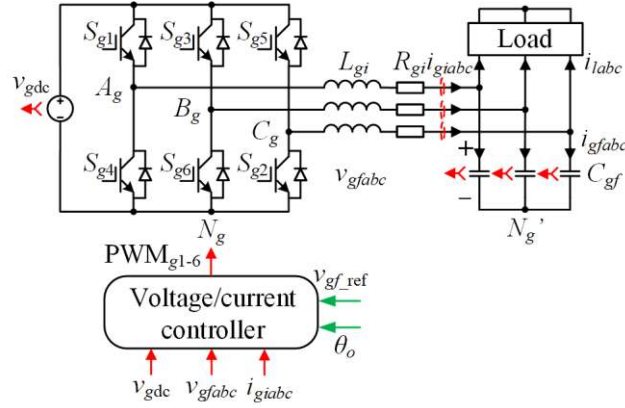 S_g1 S_g3 S_g5 Load
L_gi R_gi i_giabc i_labc
v_gdc A_g
+
−
B_g
C_g i_gfabc
S_g4 S_g6 S_g2 v_gfabc + C_gf
−
N_g N_g’
PWM_g1-6
v_gf_ref
Voltage/current
controller
θ_o
v_gdc v_gfabc i_giabc